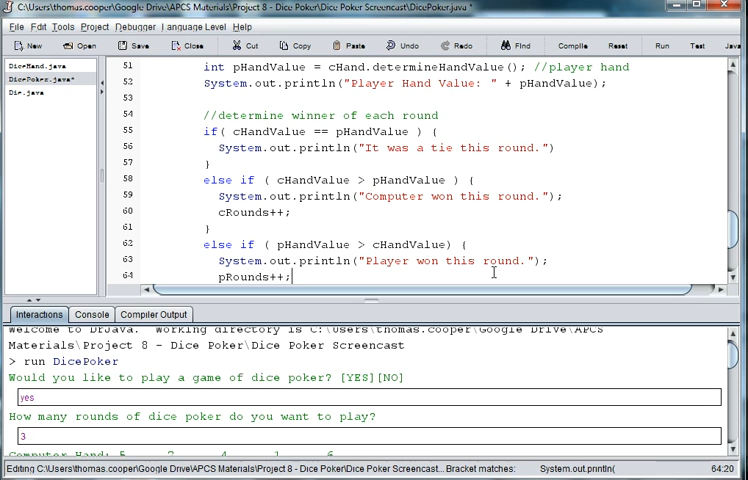 C:\Users\thomas.cooper\Google Drive\APCS Materials\Project 8 - Dice Poker\Dice Poker Screencast\DicePoker.java *
File Edit Tools Project Debugger Language Level Help
New Open Save Close Cut Copy Paste Undo Redo Find Compile Reset Run Test Java
DiceHand.java
DicePoker.java*
Die.java
51 int pHandValue = cHand.determineHandValue(); //player hand
52 System.out.println("Player Hand Value: " + pHandValue);
53
54 //determine winner of each round
55 if( cHandValue == pHandValue ) {
56 System.out.println("It was a tie this round.")
57 }
58 else if ( cHandValue > pHandValue ) {
59 System.out.println("Computer won this round.");
60 cRounds++;
61 }
62 else if ( pHandValue > cHandValue) {
63 System.out.println("Player won this round.");
64 pRounds++;
Interactions Console Compiler Output
Welcome to DrJava. Working directory is C:\Users\thomas.cooper\Google Drive\APCS
Materials\Project 8 - Dice Poker\Dice Poker Screencast
> run DicePoker
Would you like to play a game of dice poker? [YES][NO]
yes
How many rounds of dice poker do you want to play?
3
Computer Hand: 5 2 4 1 6
Editing C:\Users\thomas.cooper\Google Drive\APCS Materials\Project 8 - Dice Poker\Dice Poker Screencast... Bracket matches: System.out.println( 64:20